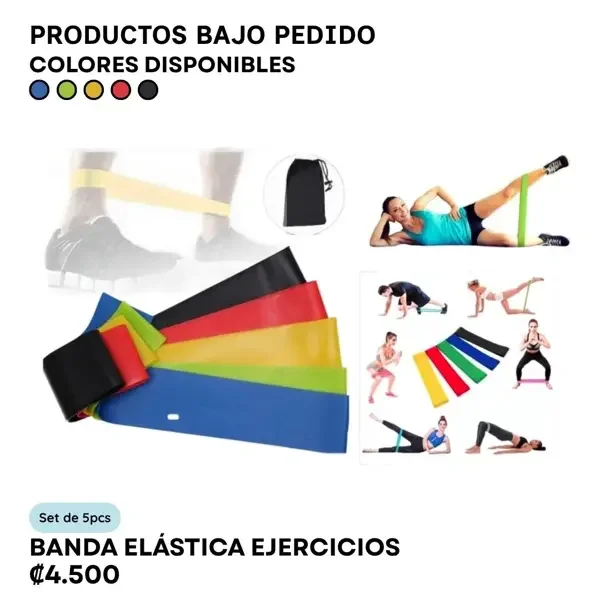 PRODUCTOS BAJO PEDIDO
COLORES DISPONIBLES
Set de 5pcs
BANDA ELÁSTICA EJERCICIOS
₡4.500